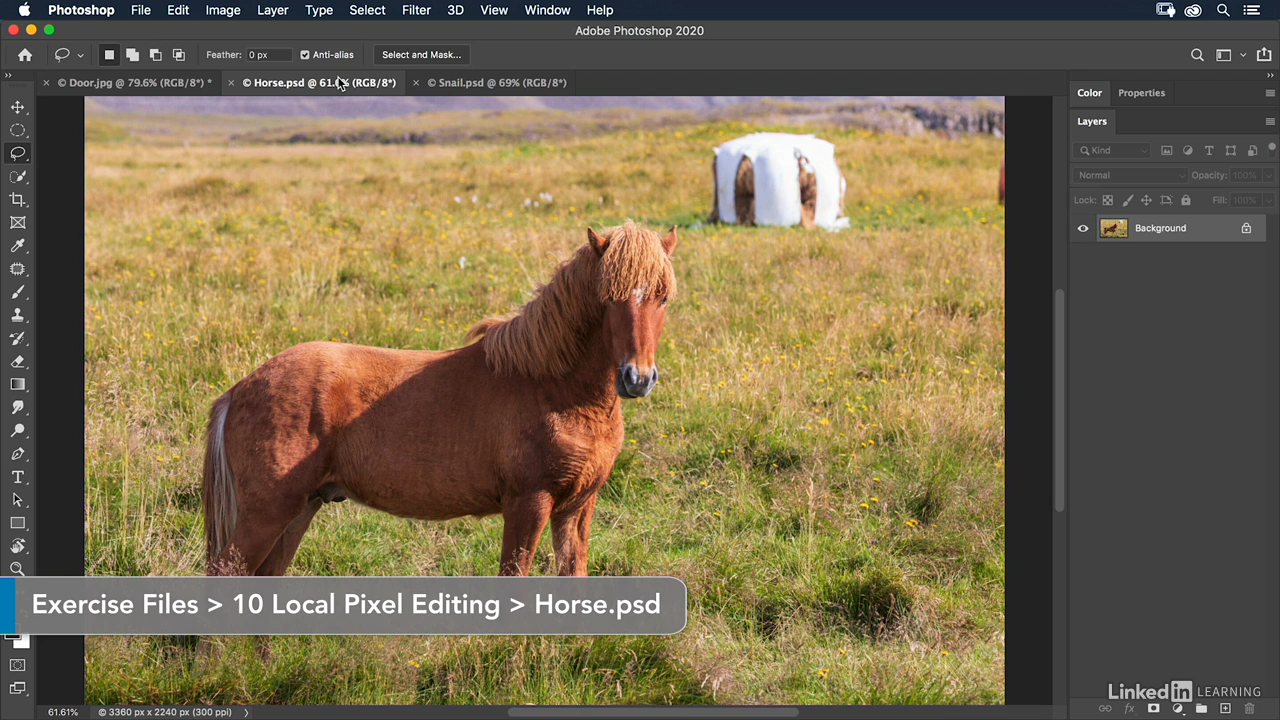 Photoshop File Edit Image Layer Type Select Filter 3D View Window Help
Adobe Photoshop 2020
Feather: 0 px Anti-alias Select and Mask...
© Door.jpg @ 79.6% (RGB/8*) * © Horse.psd @ 61.6% (RGB/8*) © Snail.psd @ 69% (RGB/8*)
Color Properties
Layers
Kind
Normal Opacity: 100%
Lock: Fill: 100%
Background
Exercise Files > 10 Local Pixel Editing > Horse.psd
Linked in LEARNING
61.61% © 3360 px x 2240 px (300 ppi)